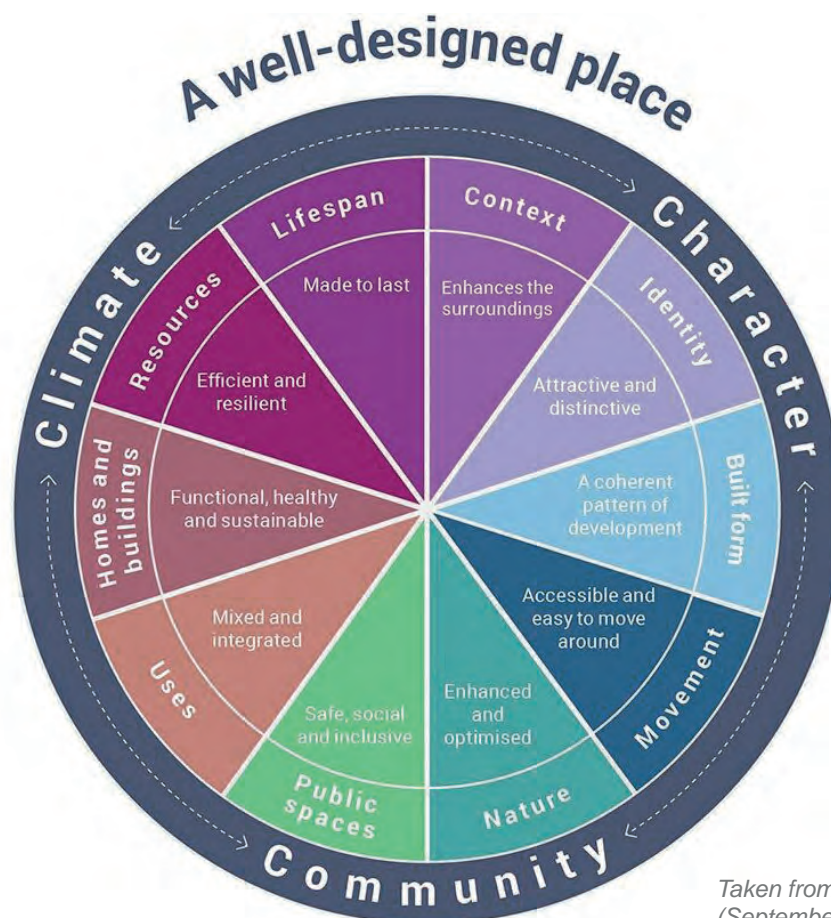 A well-designed place
Climate
Character
Community
Lifespan
Made to last
Context
Enhances the
surroundings
Identity
Attractive and
distinctive
Built form
A coherent
pattern of
development
Movement
Accessible and
easy to move
around
Nature
Enhanced
and
optimised
Public
spaces
Safe, social
and inclusive
Uses
Mixed and
integrated
Homes and
buildings
Functional, healthy
and sustainable
Resources
Efficient and
resilient
Taken from